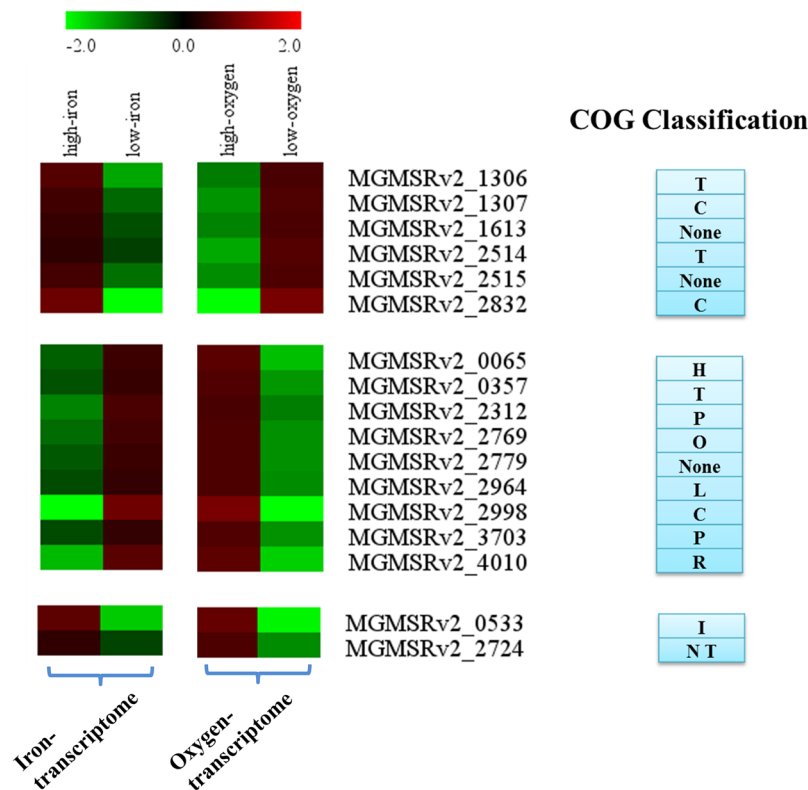 -2.0 0.0 2.0
high-iron low-iron high-oxygen low-oxygen
COG Classification
MGMSRv2_1306 T
MGMSRv2_1307 C
MGMSRv2_1613 None
MGMSRv2_2514 T
MGMSRv2_2515 None
MGMSRv2_2832 C
MGMSRv2_0065 H
MGMSRv2_0357 T
MGMSRv2_2312 P
MGMSRv2_2769 O
MGMSRv2_2779 None
MGMSRv2_2964 L
MGMSRv2_2998 C
MGMSRv2_3703 P
MGMSRv2_4010 R
MGMSRv2_0533 I
MGMSRv2_2724 N T
Iron-
transcriptome
Oxygen-
transcriptome